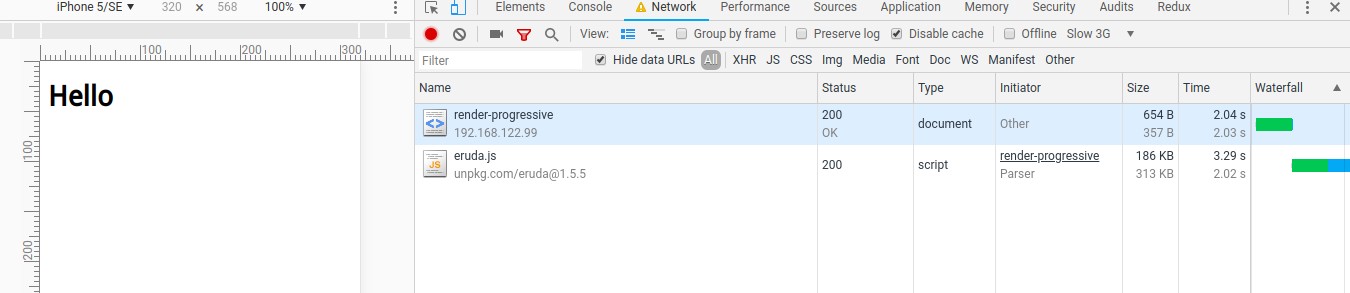 iPhone 5/SE ▼ 320 × 568 100% ▼
Elements Console Network Performance Sources Application Memory Security Audits Redux
View: Group by frame Preserve log Disable cache Offline Slow 3G ▼
Filter Hide data URLs All XHR JS CSS Img Media Font Doc WS Manifest Other
100 200 300
100
200
Hello
Name Status Type Initiator Size Time Waterfall ▲
render-progressive 200 document Other 654 B 2.04 s
192.168.122.99 OK 357 B 2.03 s
JS
eruda.js 200 script render-progressive 186 KB 3.29 s
unpkg.com/eruda@1.5.5 Parser 313 KB 2.02 s